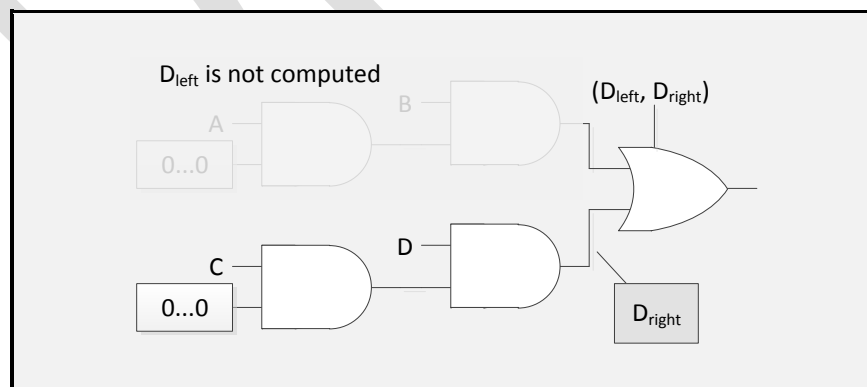 D_left is not computed
(D_left, D_right)
B
A
0...0
D
C
0...0
D_right